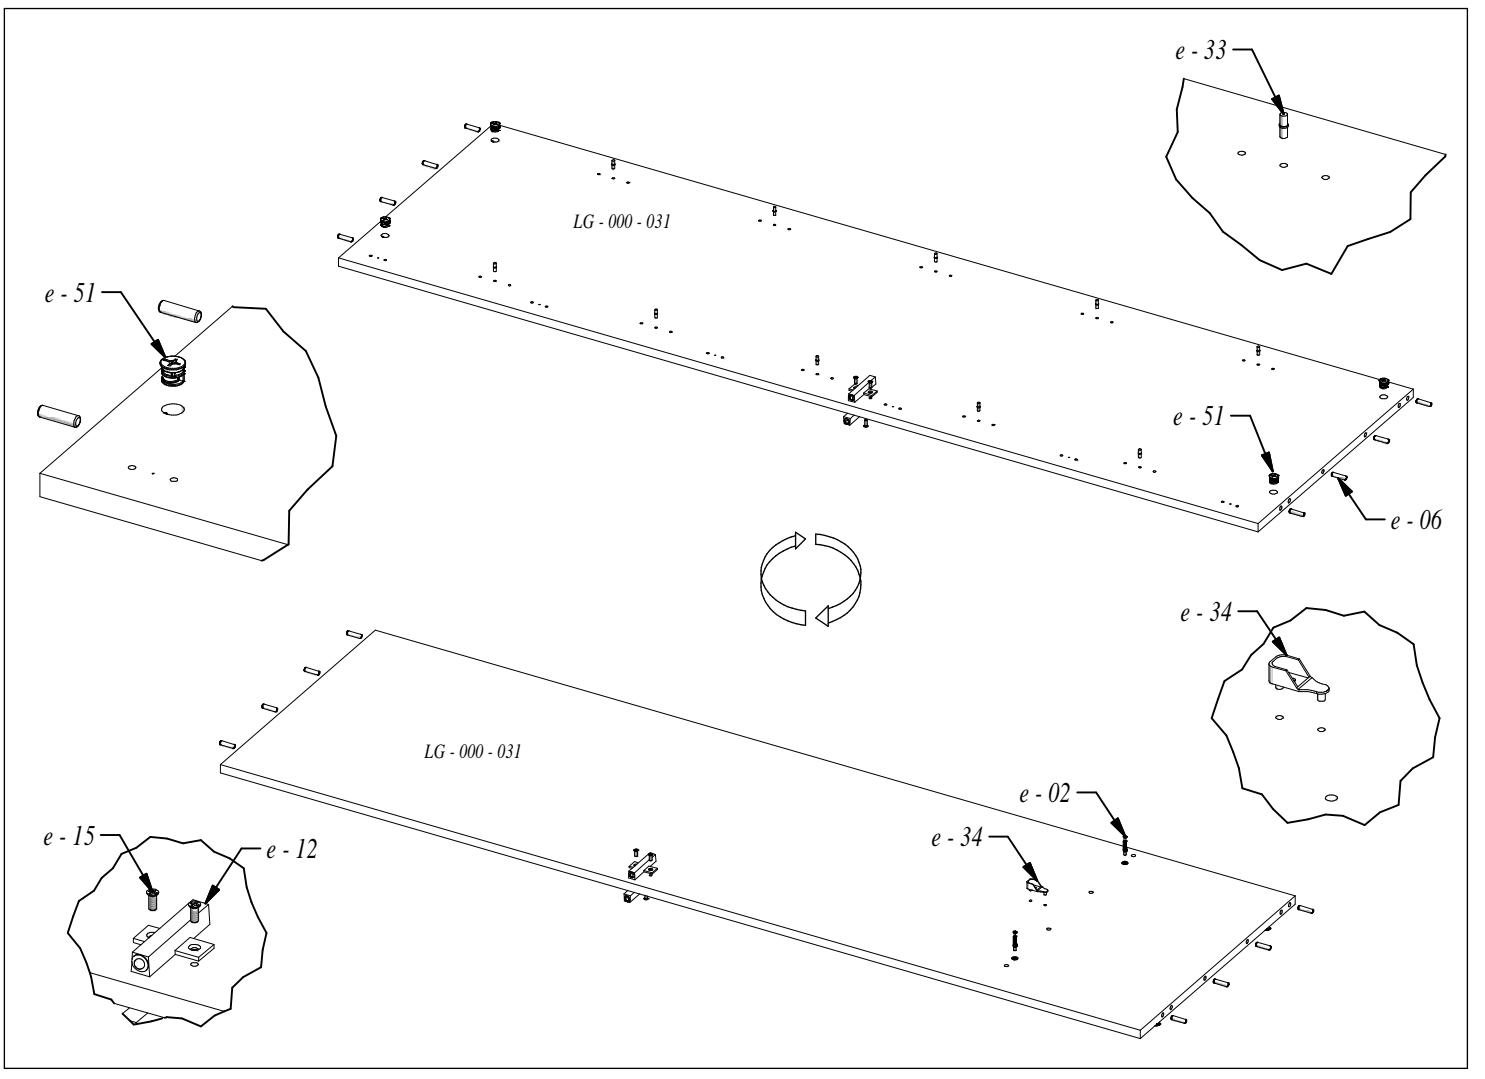 e - 33
LG - 000 - 031
e - 51
e - 51
e - 06
e - 34
LG - 000 - 031
e - 02
e - 34
e - 15
e - 12